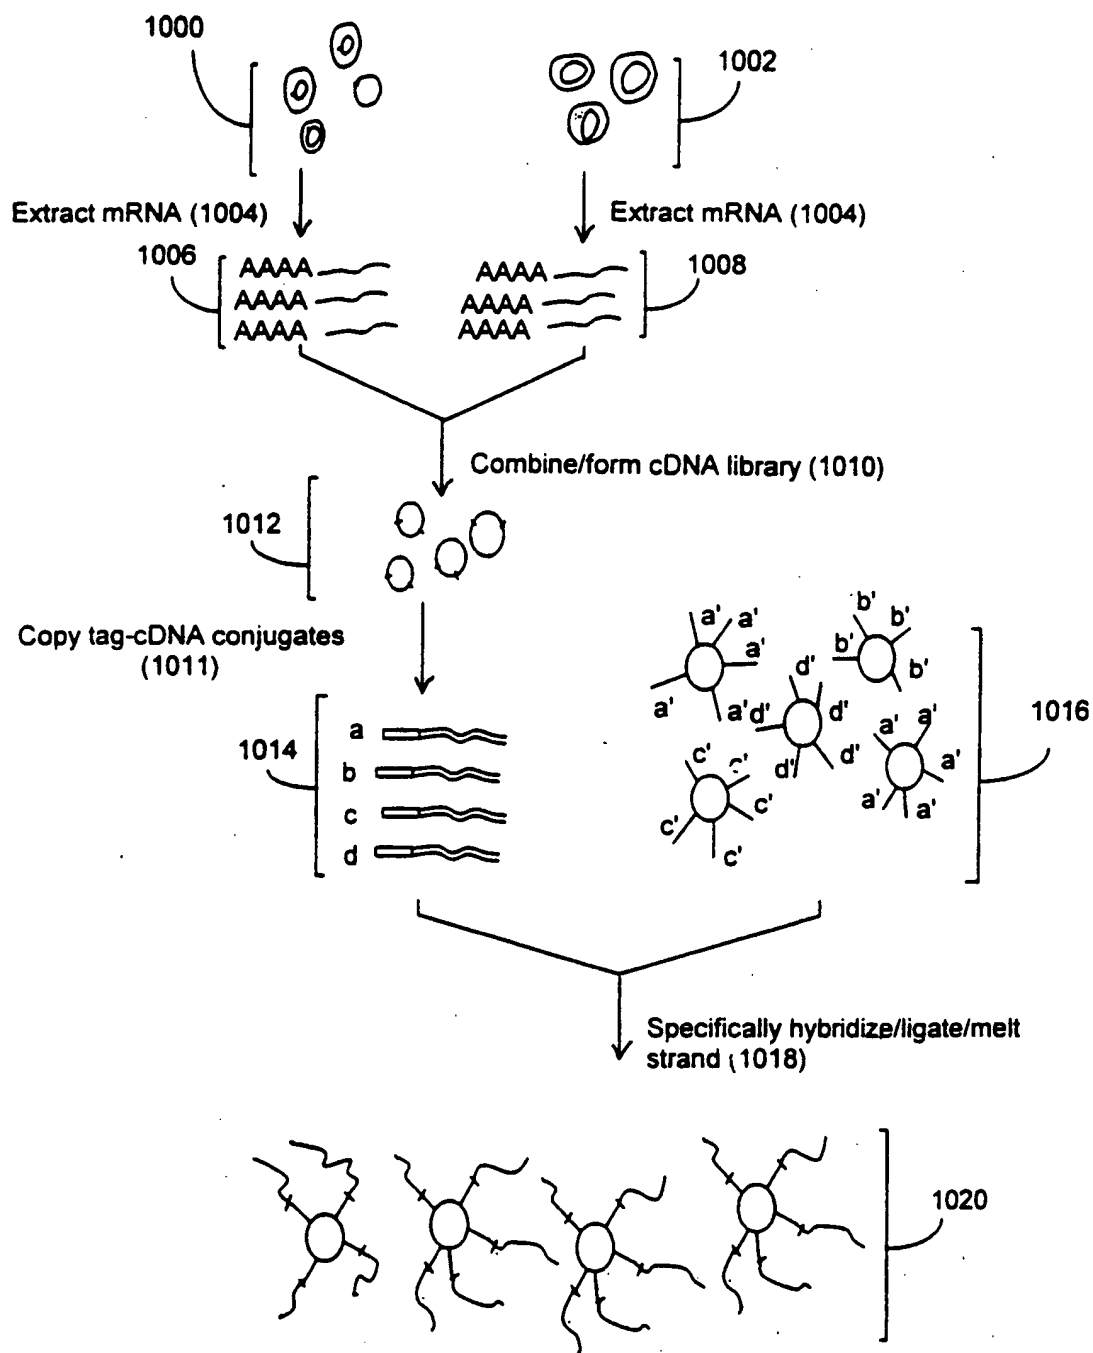 1000
1002
Extract mRNA (1004)
Extract mRNA (1004)
1006
AAAA
AAAA
AAAA
AAAA
AAAA
AAAA
1008
Combine/form cDNA library (1010)
1012
Copy tag-cDNA conjugates
(1011)
1014
a
b
c
d
a' a' a' a' a'
b' b' b' b'
d' d' d' d' d'
a' a' a' a' a'
c' c' c' c' c'
1016
Specifically hybridize/ligate/melt
strand (1018)
1020